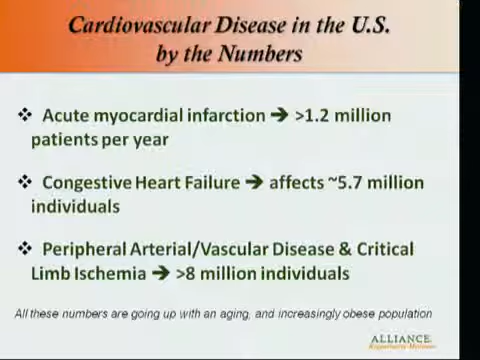 Cardiovascular Disease in the U.S.
by the Numbers
❖ Acute myocardial infarction ➔ >1.2 million
patients per year
❖ Congestive Heart Failure ➔ affects ~5.7 million
individuals
❖ Peripheral Arterial/Vascular Disease & Critical
Limb Ischemia ➔ >8 million individuals
All these numbers are going up with an aging, and increasingly obese population
ALLIANCE